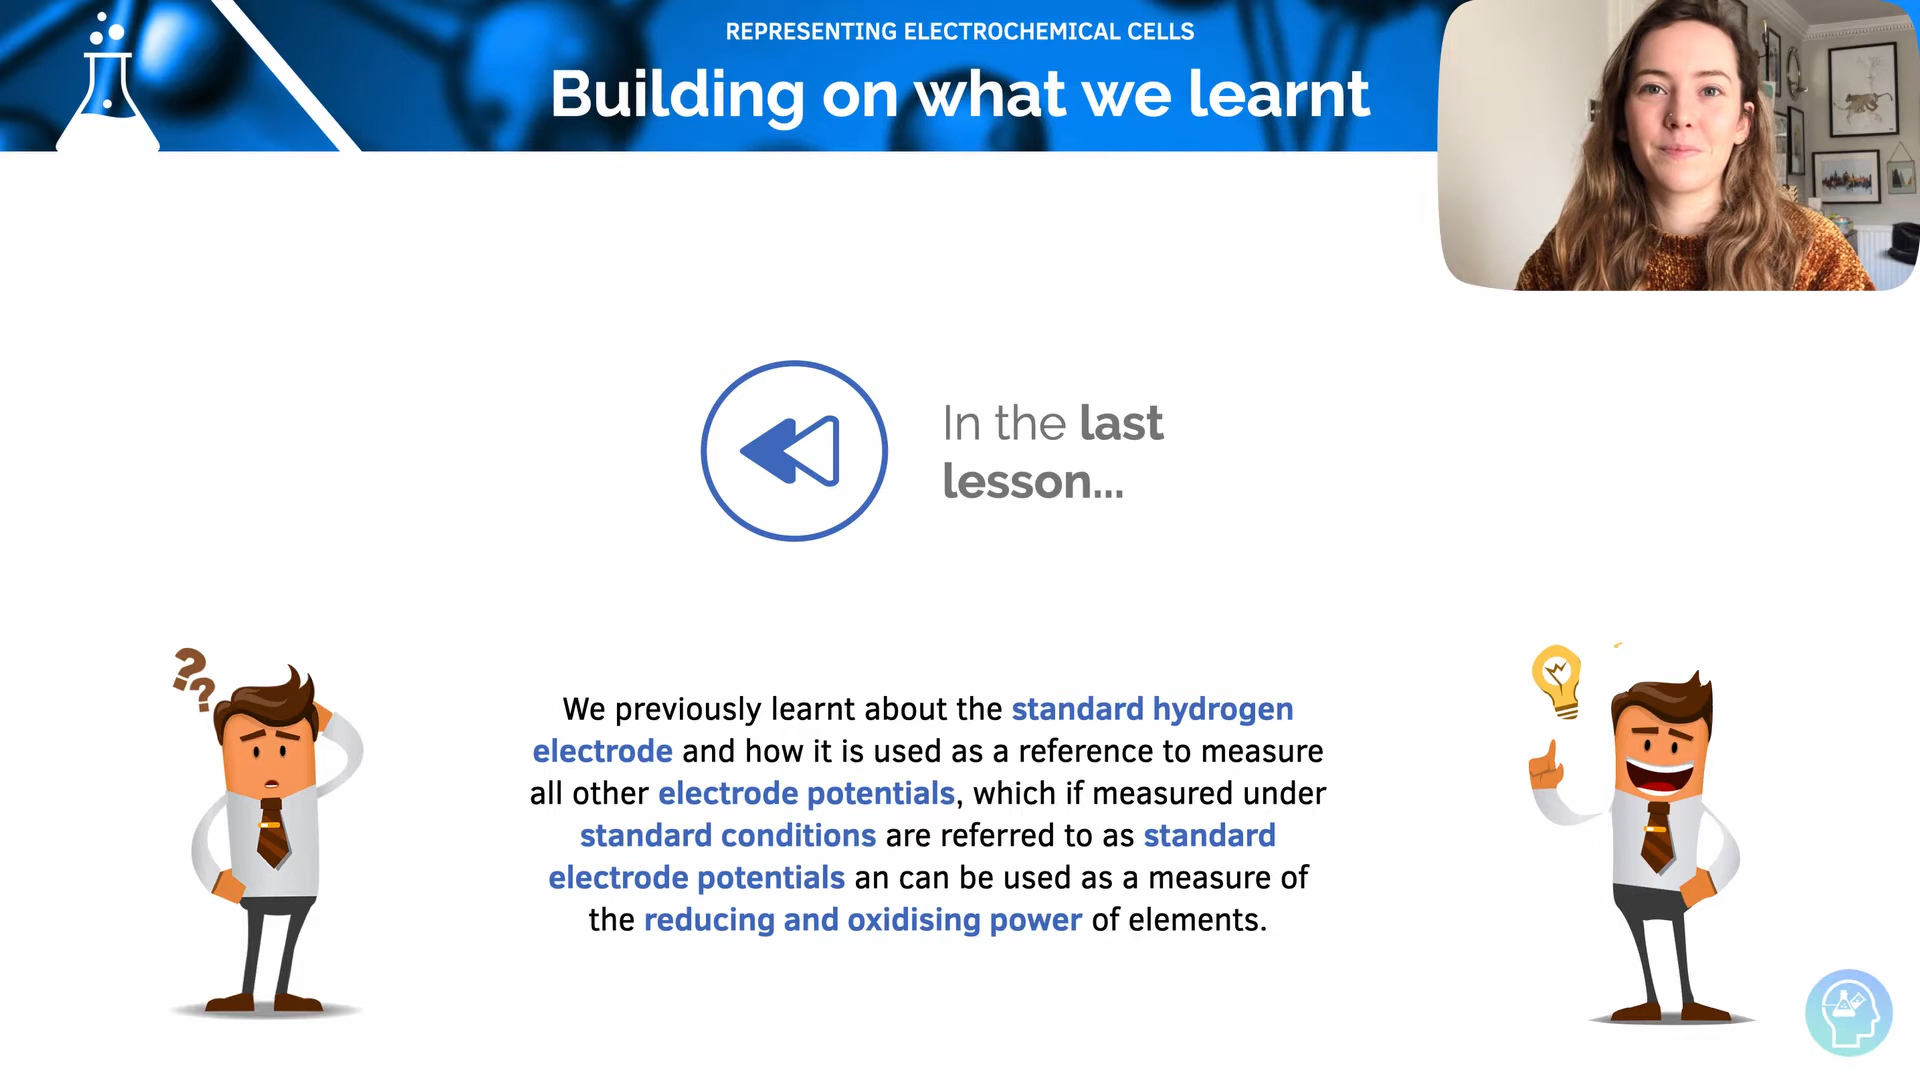 REPRESENTING ELECTROCHEMICAL CELLS
Building on what we learnt
In the last
lesson...
??
We previously learnt about the standard hydrogen
electrode and how it is used as a reference to measure
all other electrode potentials, which if measured under
standard conditions are referred to as standard
electrode potentials an can be used as a measure of
the reducing and oxidising power of elements.